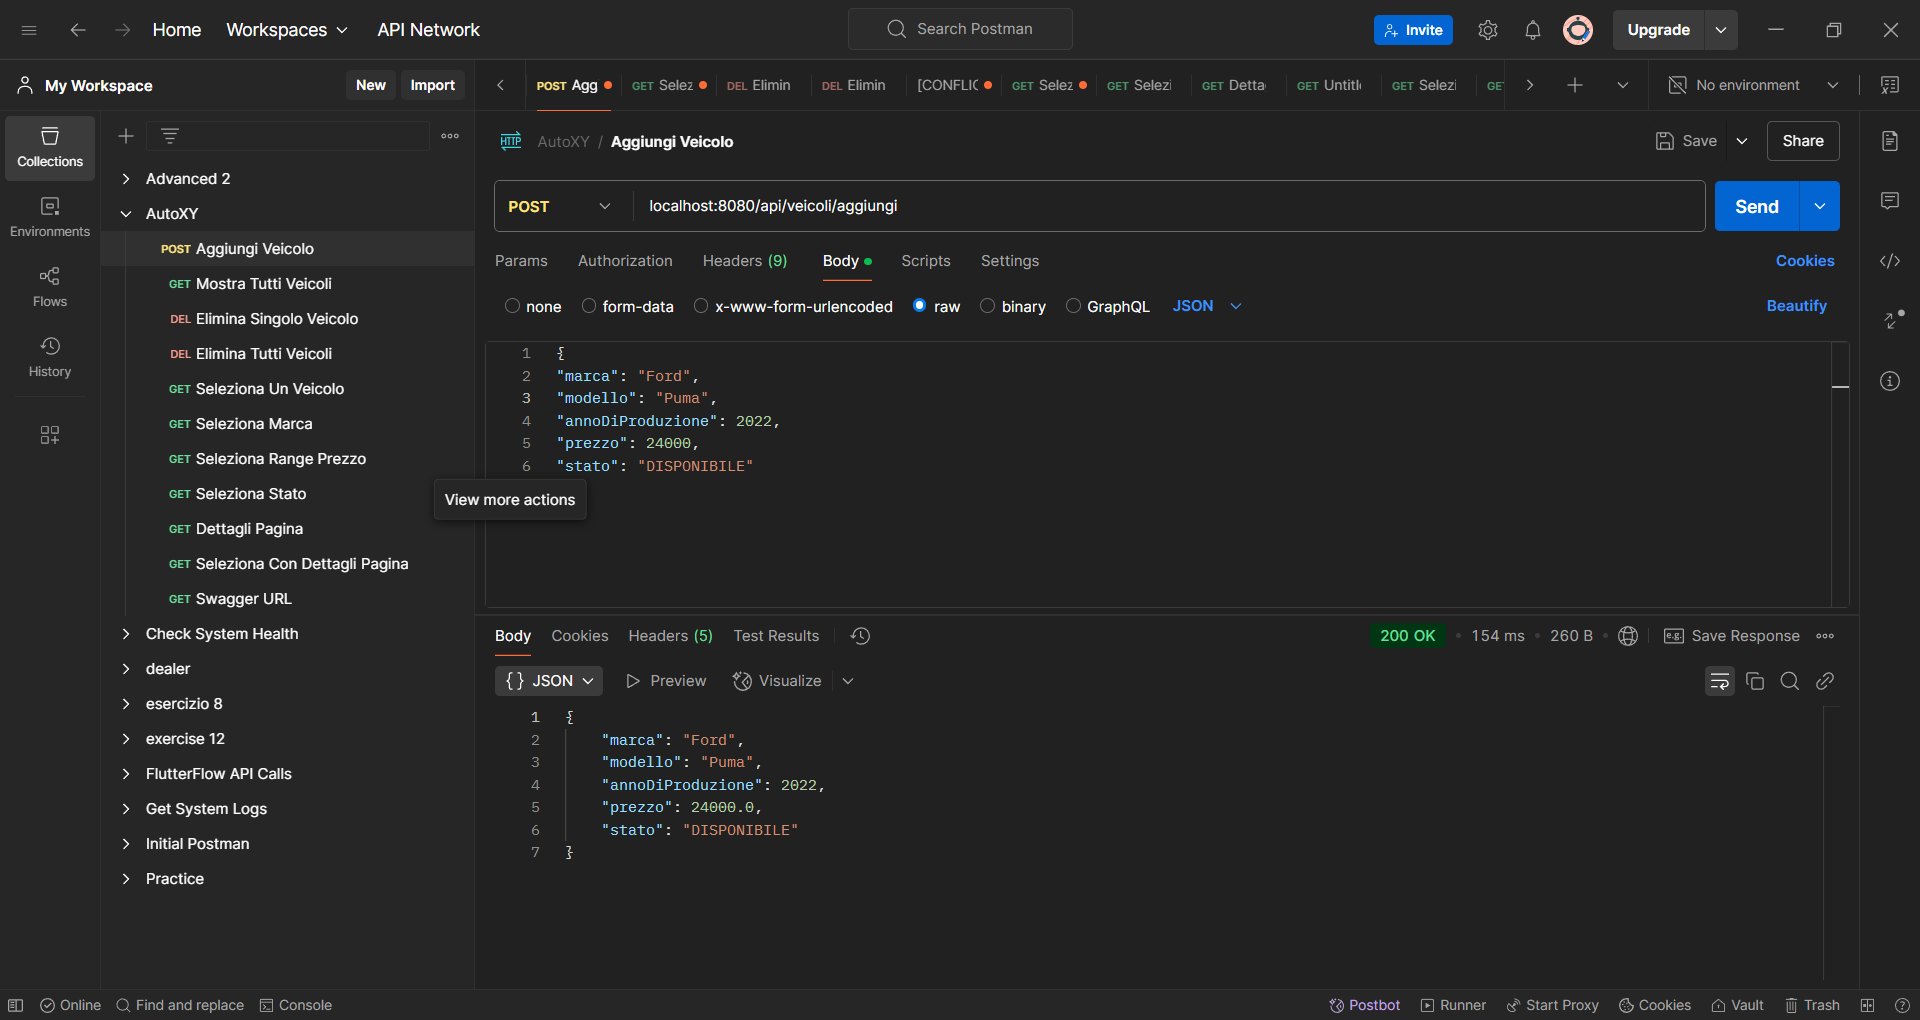 Home Workspaces API Network Search Postman Invite Upgrade
My Workspace New Import POST Agg GET Selez DEL Elimin DEL Elimin [CONFLIC GET Selez GET Selezi GET Detta GET Untitl GET Selezi GET No environment
Collections
Environments
Flows
History
Advanced 2
AutoXY
POST Aggiungi Veicolo
GET Mostra Tutti Veicoli
DEL Elimina Singolo Veicolo
DEL Elimina Tutti Veicoli
GET Seleziona Un Veicolo
GET Seleziona Marca
GET Seleziona Range Prezzo
GET Seleziona Stato
GET Dettagli Pagina
GET Seleziona Con Dettagli Pagina
GET Swagger URL
Check System Health
dealer
esercizio 8
exercise 12
FlutterFlow API Calls
Get System Logs
Initial Postman
Practice
HTTP AutoXY / Aggiungi Veicolo Save Share
POST localhost:8080/api/veicoli/aggiungi Send
Params Authorization Headers (9) Body Scripts Settings Cookies
none form-data x-www-form-urlencoded raw binary GraphQL JSON Beautify
1 {
2 "marca": "Ford",
3 "modello": "Puma",
4 "annoDiProduzione": 2022,
5 "prezzo": 24000,
6 "stato": "DISPONIBILE"
View more actions
Body Cookies Headers (5) Test Results 200 OK 154 ms 260 B e.g. Save Response
{} JSON Preview Visualize
1 {
2 "marca": "Ford",
3 "modello": "Puma",
4 "annoDiProduzione": 2022,
5 "prezzo": 24000.0,
6 "stato": "DISPONIBILE"
7 }
Online Find and replace Console Postbot Runner Start Proxy Cookies Vault Trash